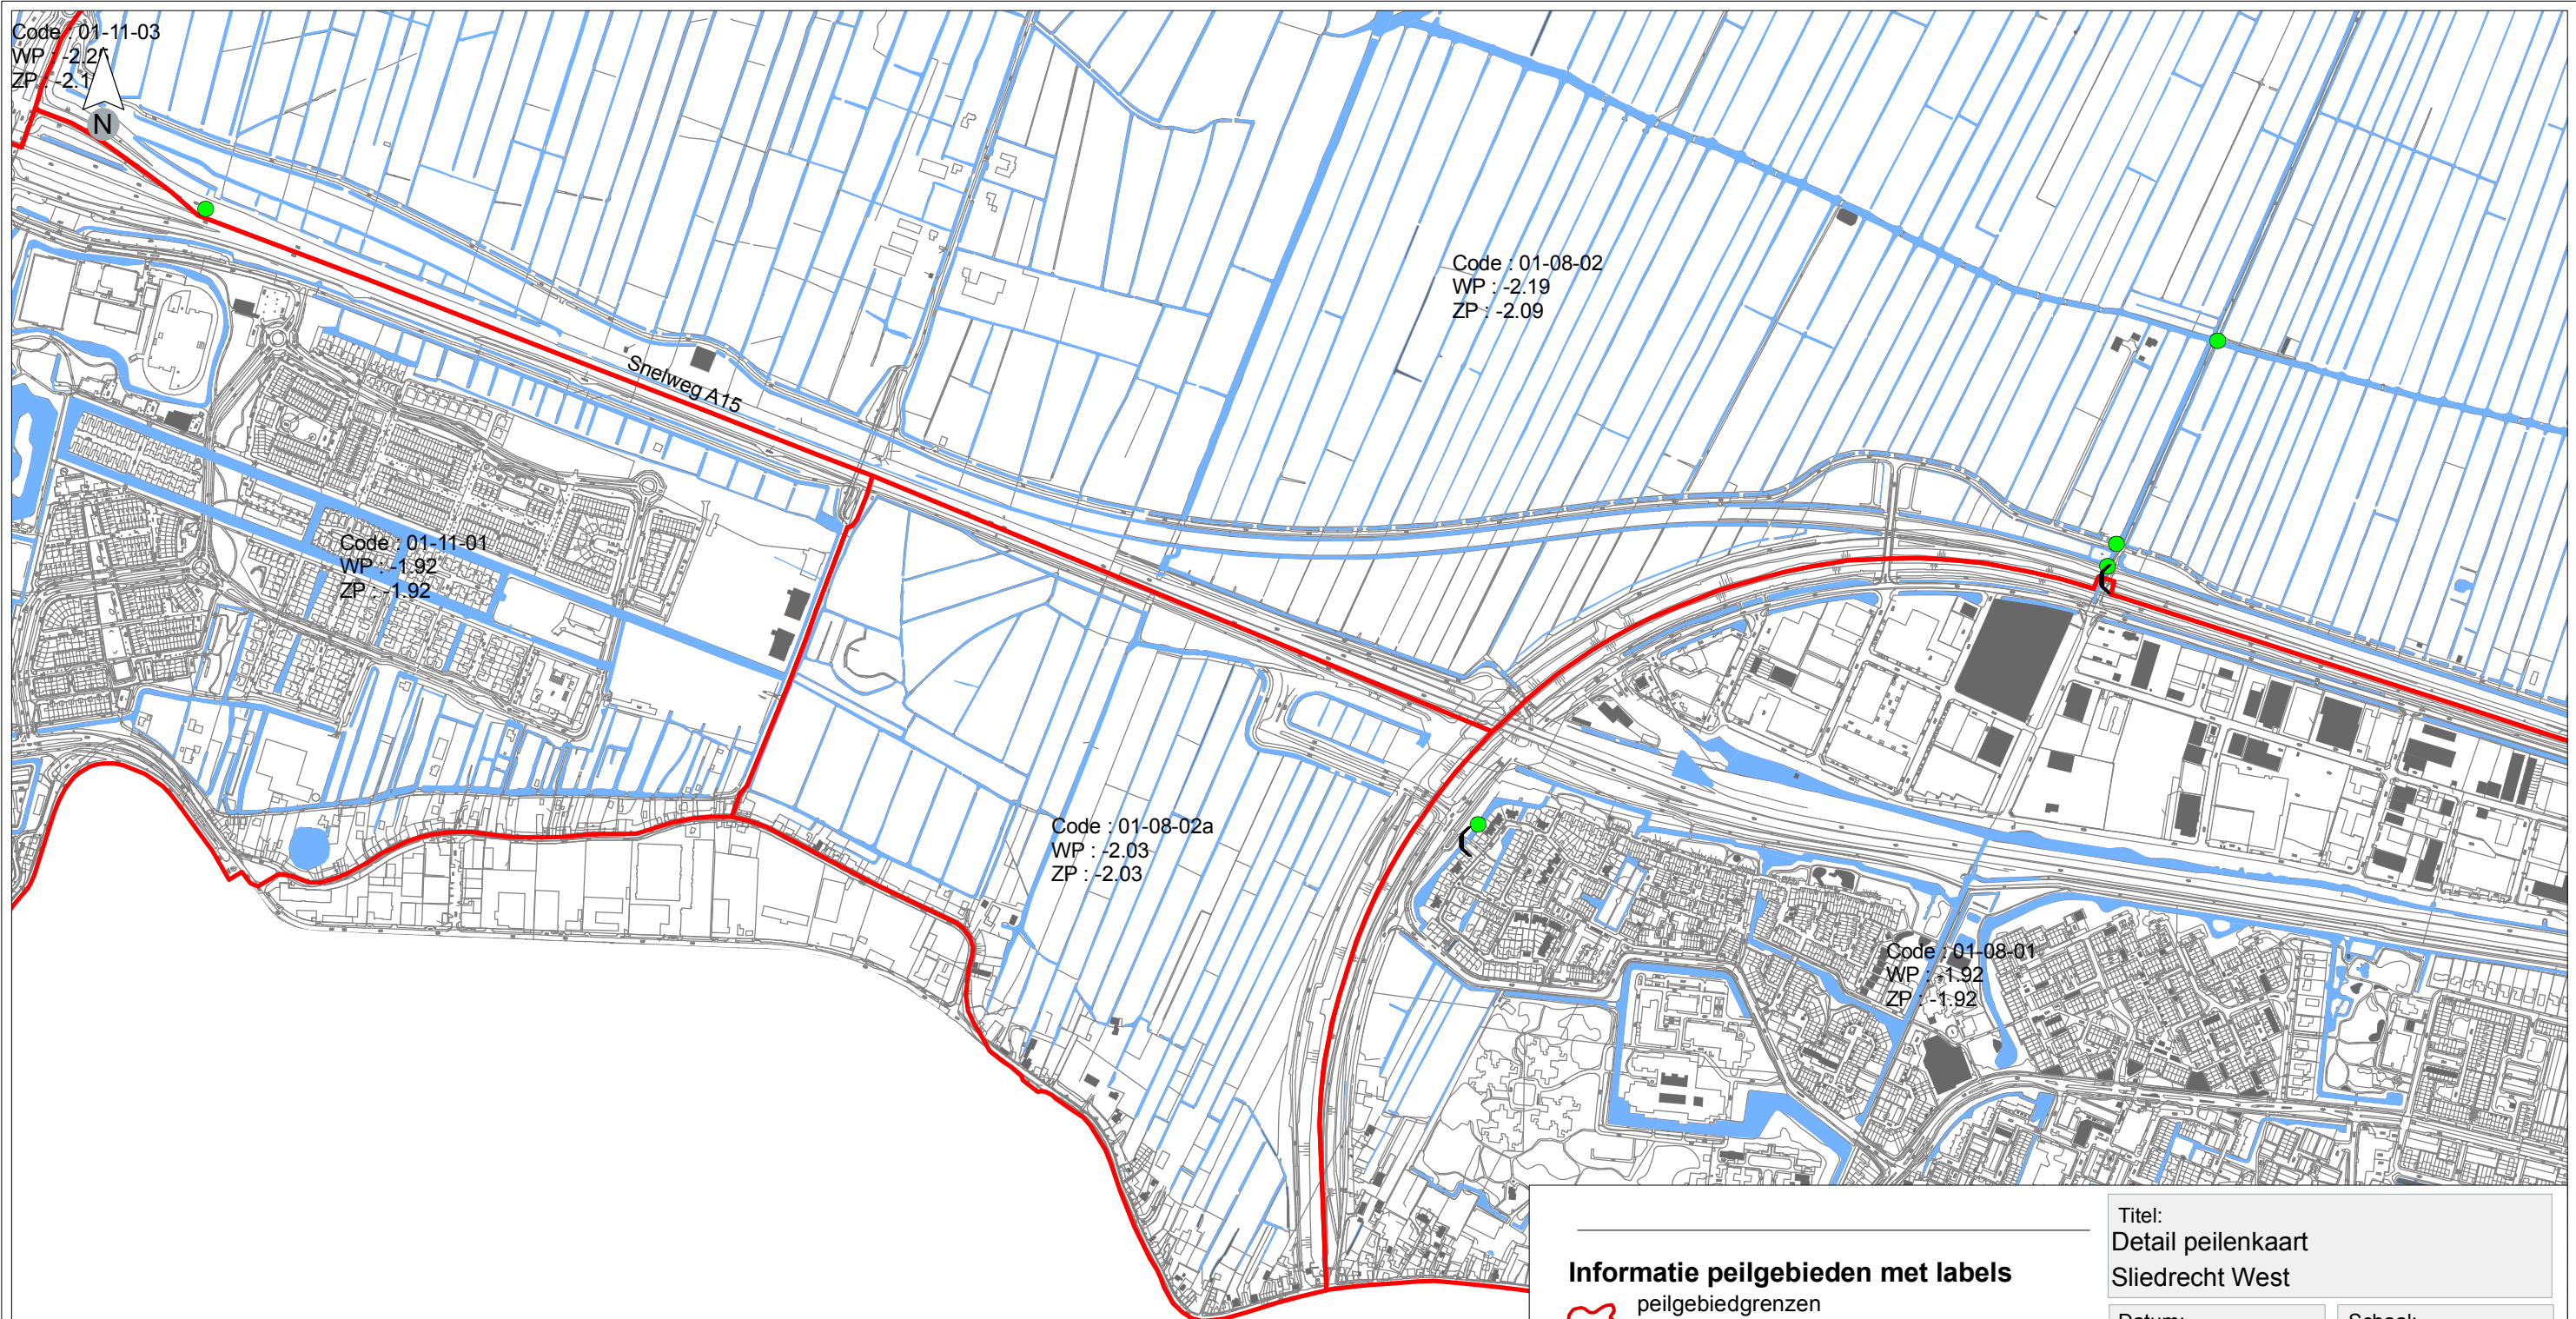 Code : 01-11-03
WP : -2.2
ZP : -2.1
N
Code : 01-08-02
WP : -2.19
ZP : -2.09
Snelweg A15
Code : 01-11-01
WP : -1.92
ZP : -1.92
Code : 01-08-02a
WP : -2.03
ZP : -2.03
Code : 01-08-01
WP : -1.92
ZP : -1.92
Titel:
Detail peilenkaart
Sliedrecht West
Informatie peilgebieden met labels
peilgebiedgrenzen
Datum:
Schaal: